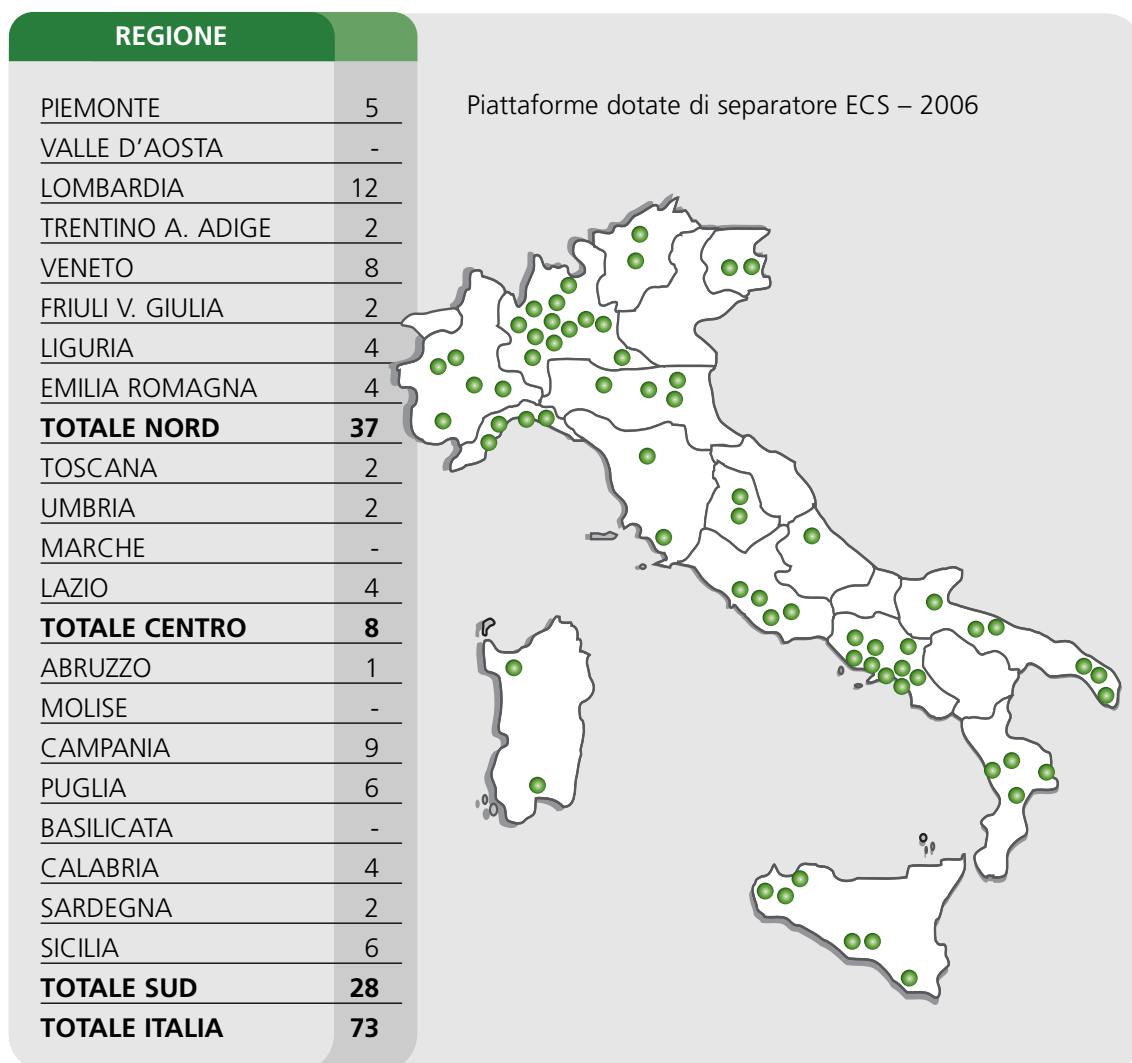 REGIONE
Piattaforme dotate di separatore ECS – 2006
PIEMONTE 5
VALLE D'AOSTA -
LOMBARDIA 12
TRENTINO A. ADIGE 2
VENETO 8
FRIULI V. GIULIA 2
LIGURIA 4
EMILIA ROMAGNA 4
TOTALE NORD 37
TOSCANA 2
UMBRIA 2
MARCHE -
LAZIO 4
TOTALE CENTRO 8
ABRUZZO 1
MOLISE -
CAMPANIA 9
PUGLIA 6
BASILICATA -
CALABRIA 4
SARDEGNA 2
SICILIA 6
TOTALE SUD 28
TOTALE ITALIA 73